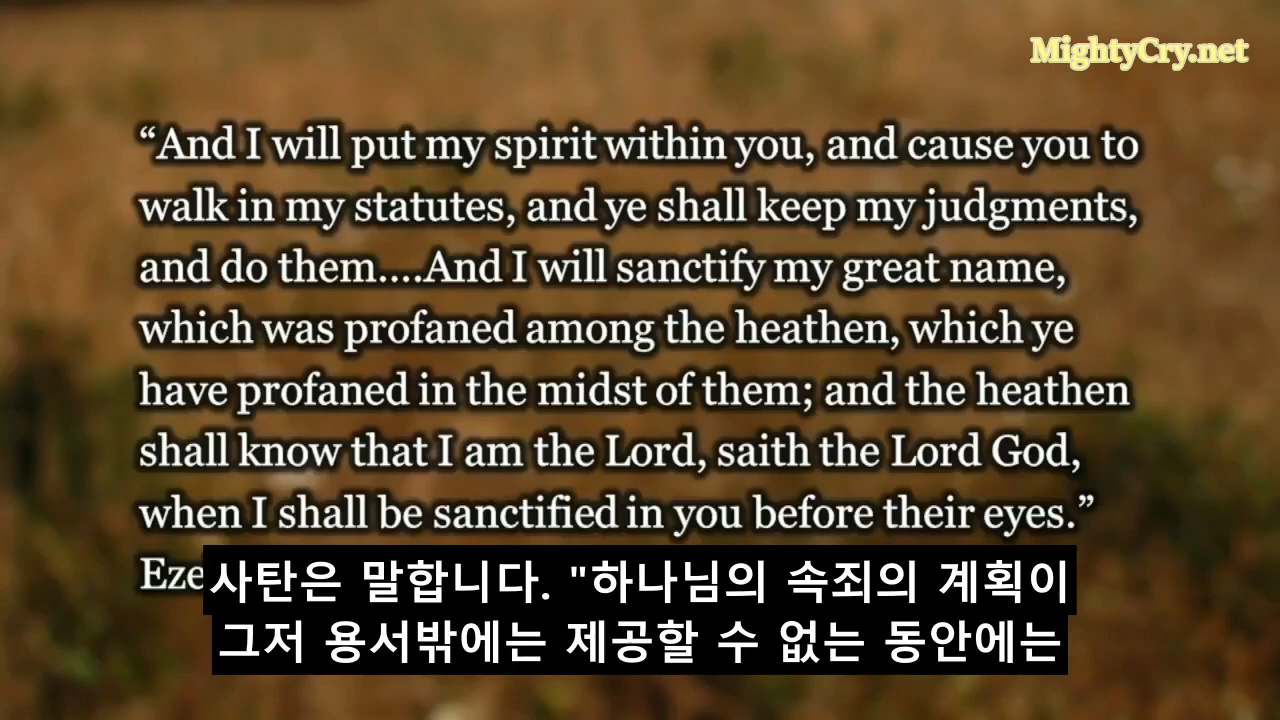 MightyCry.net
“And I will put my spirit within you, and cause you to
walk in my statutes, and ye shall keep my judgments,
and do them....And I will sanctify my great name,
which was profaned among the heathen, which ye
have profaned in the midst of them; and the heathen
shall know that I am the Lord, saith the Lord God,
when I shall be sanctified in you before their eyes.”
Eze
사탄은 말합니다. "하나님의 속죄의 계획이
그저 용서밖에는 제공할 수 없는 동안에는